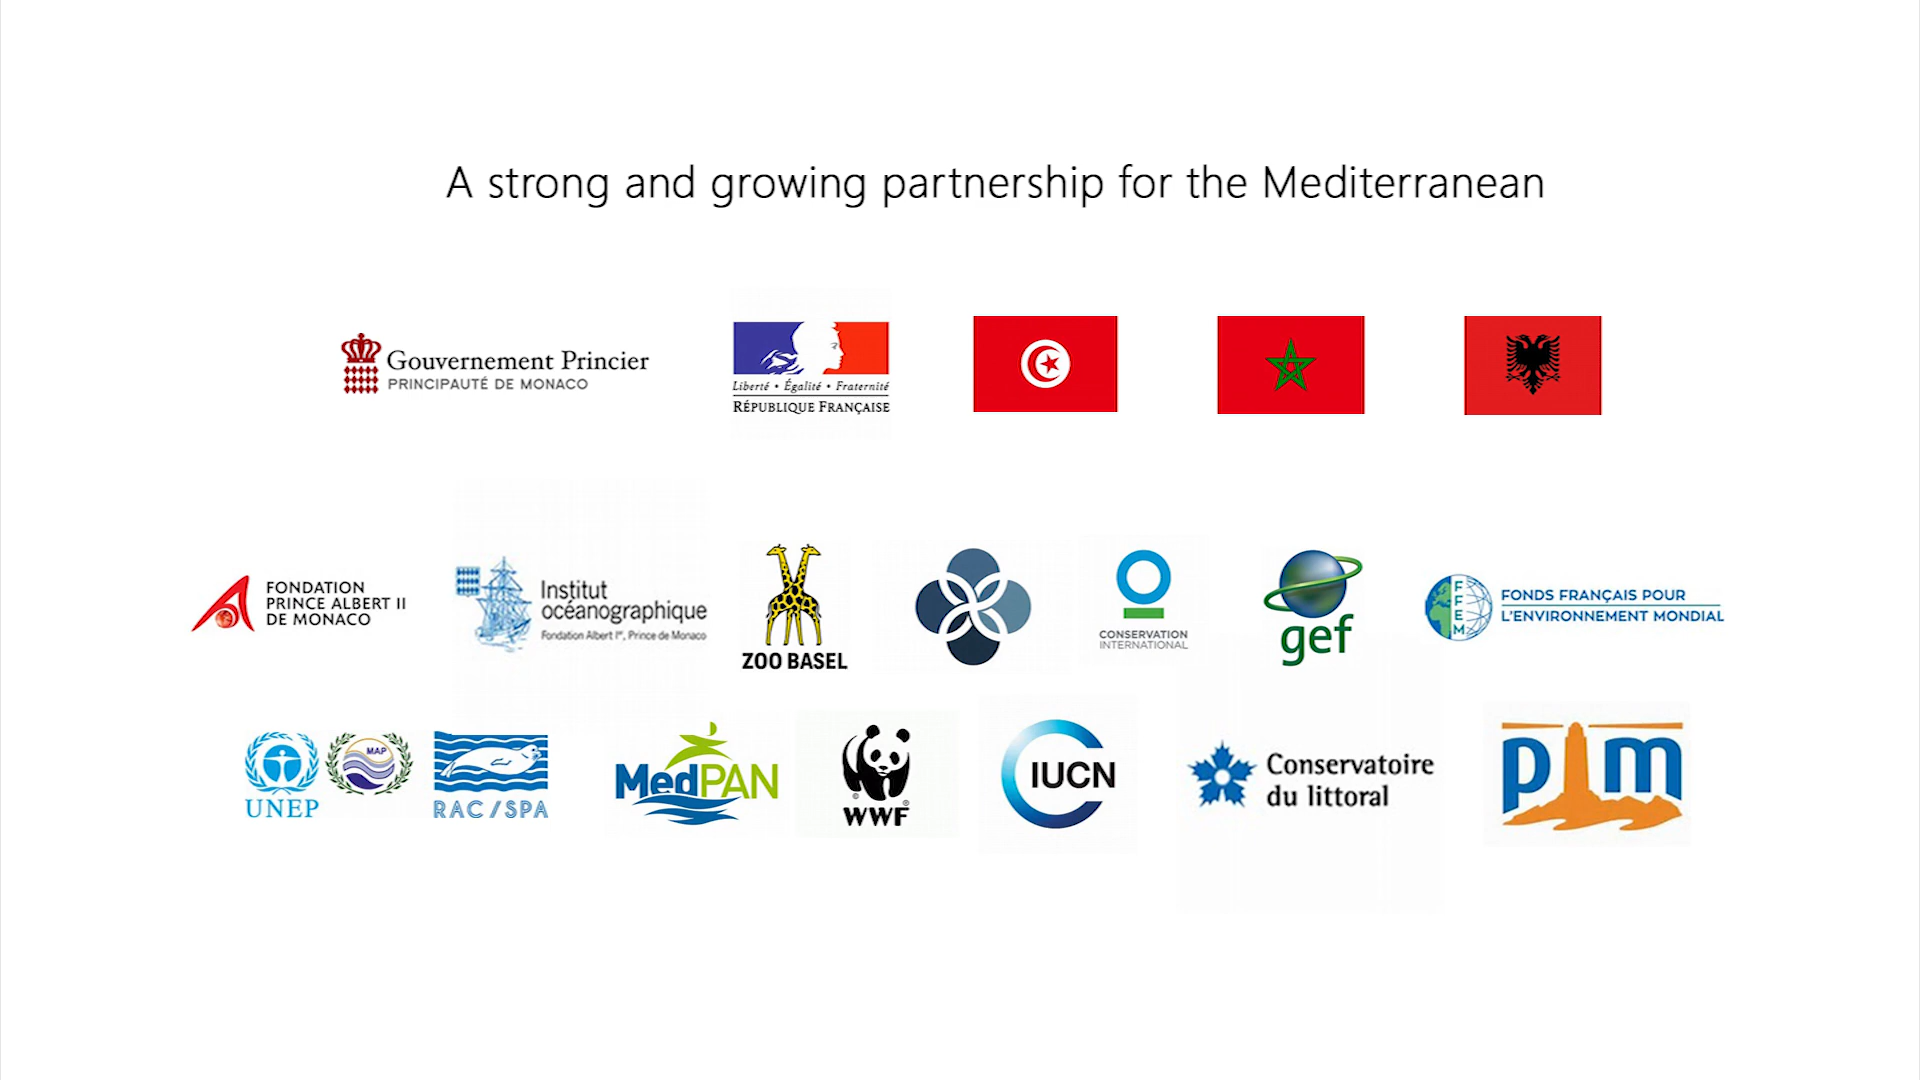 A strong and growing partnership for the Mediterranean
Gouvernement Princier
PRINCIPAUTÉ DE MONACO
Liberté • Égalité • Fraternité
RÉPUBLIQUE FRANÇAISE
FONDATION
PRINCE ALBERT II
DE MONACO
Institut
océanographique
Fondation Albert Ier, Prince de Monaco
ZOO BASEL
CONSERVATION
INTERNATIONAL
gef
FFEM
FONDS FRANÇAIS POUR
L'ENVIRONNEMENT MONDIAL
UNEP
MAP
RAC/SPA
MedPAN
WWF
IUCN
Conservatoire
du littoral
pim